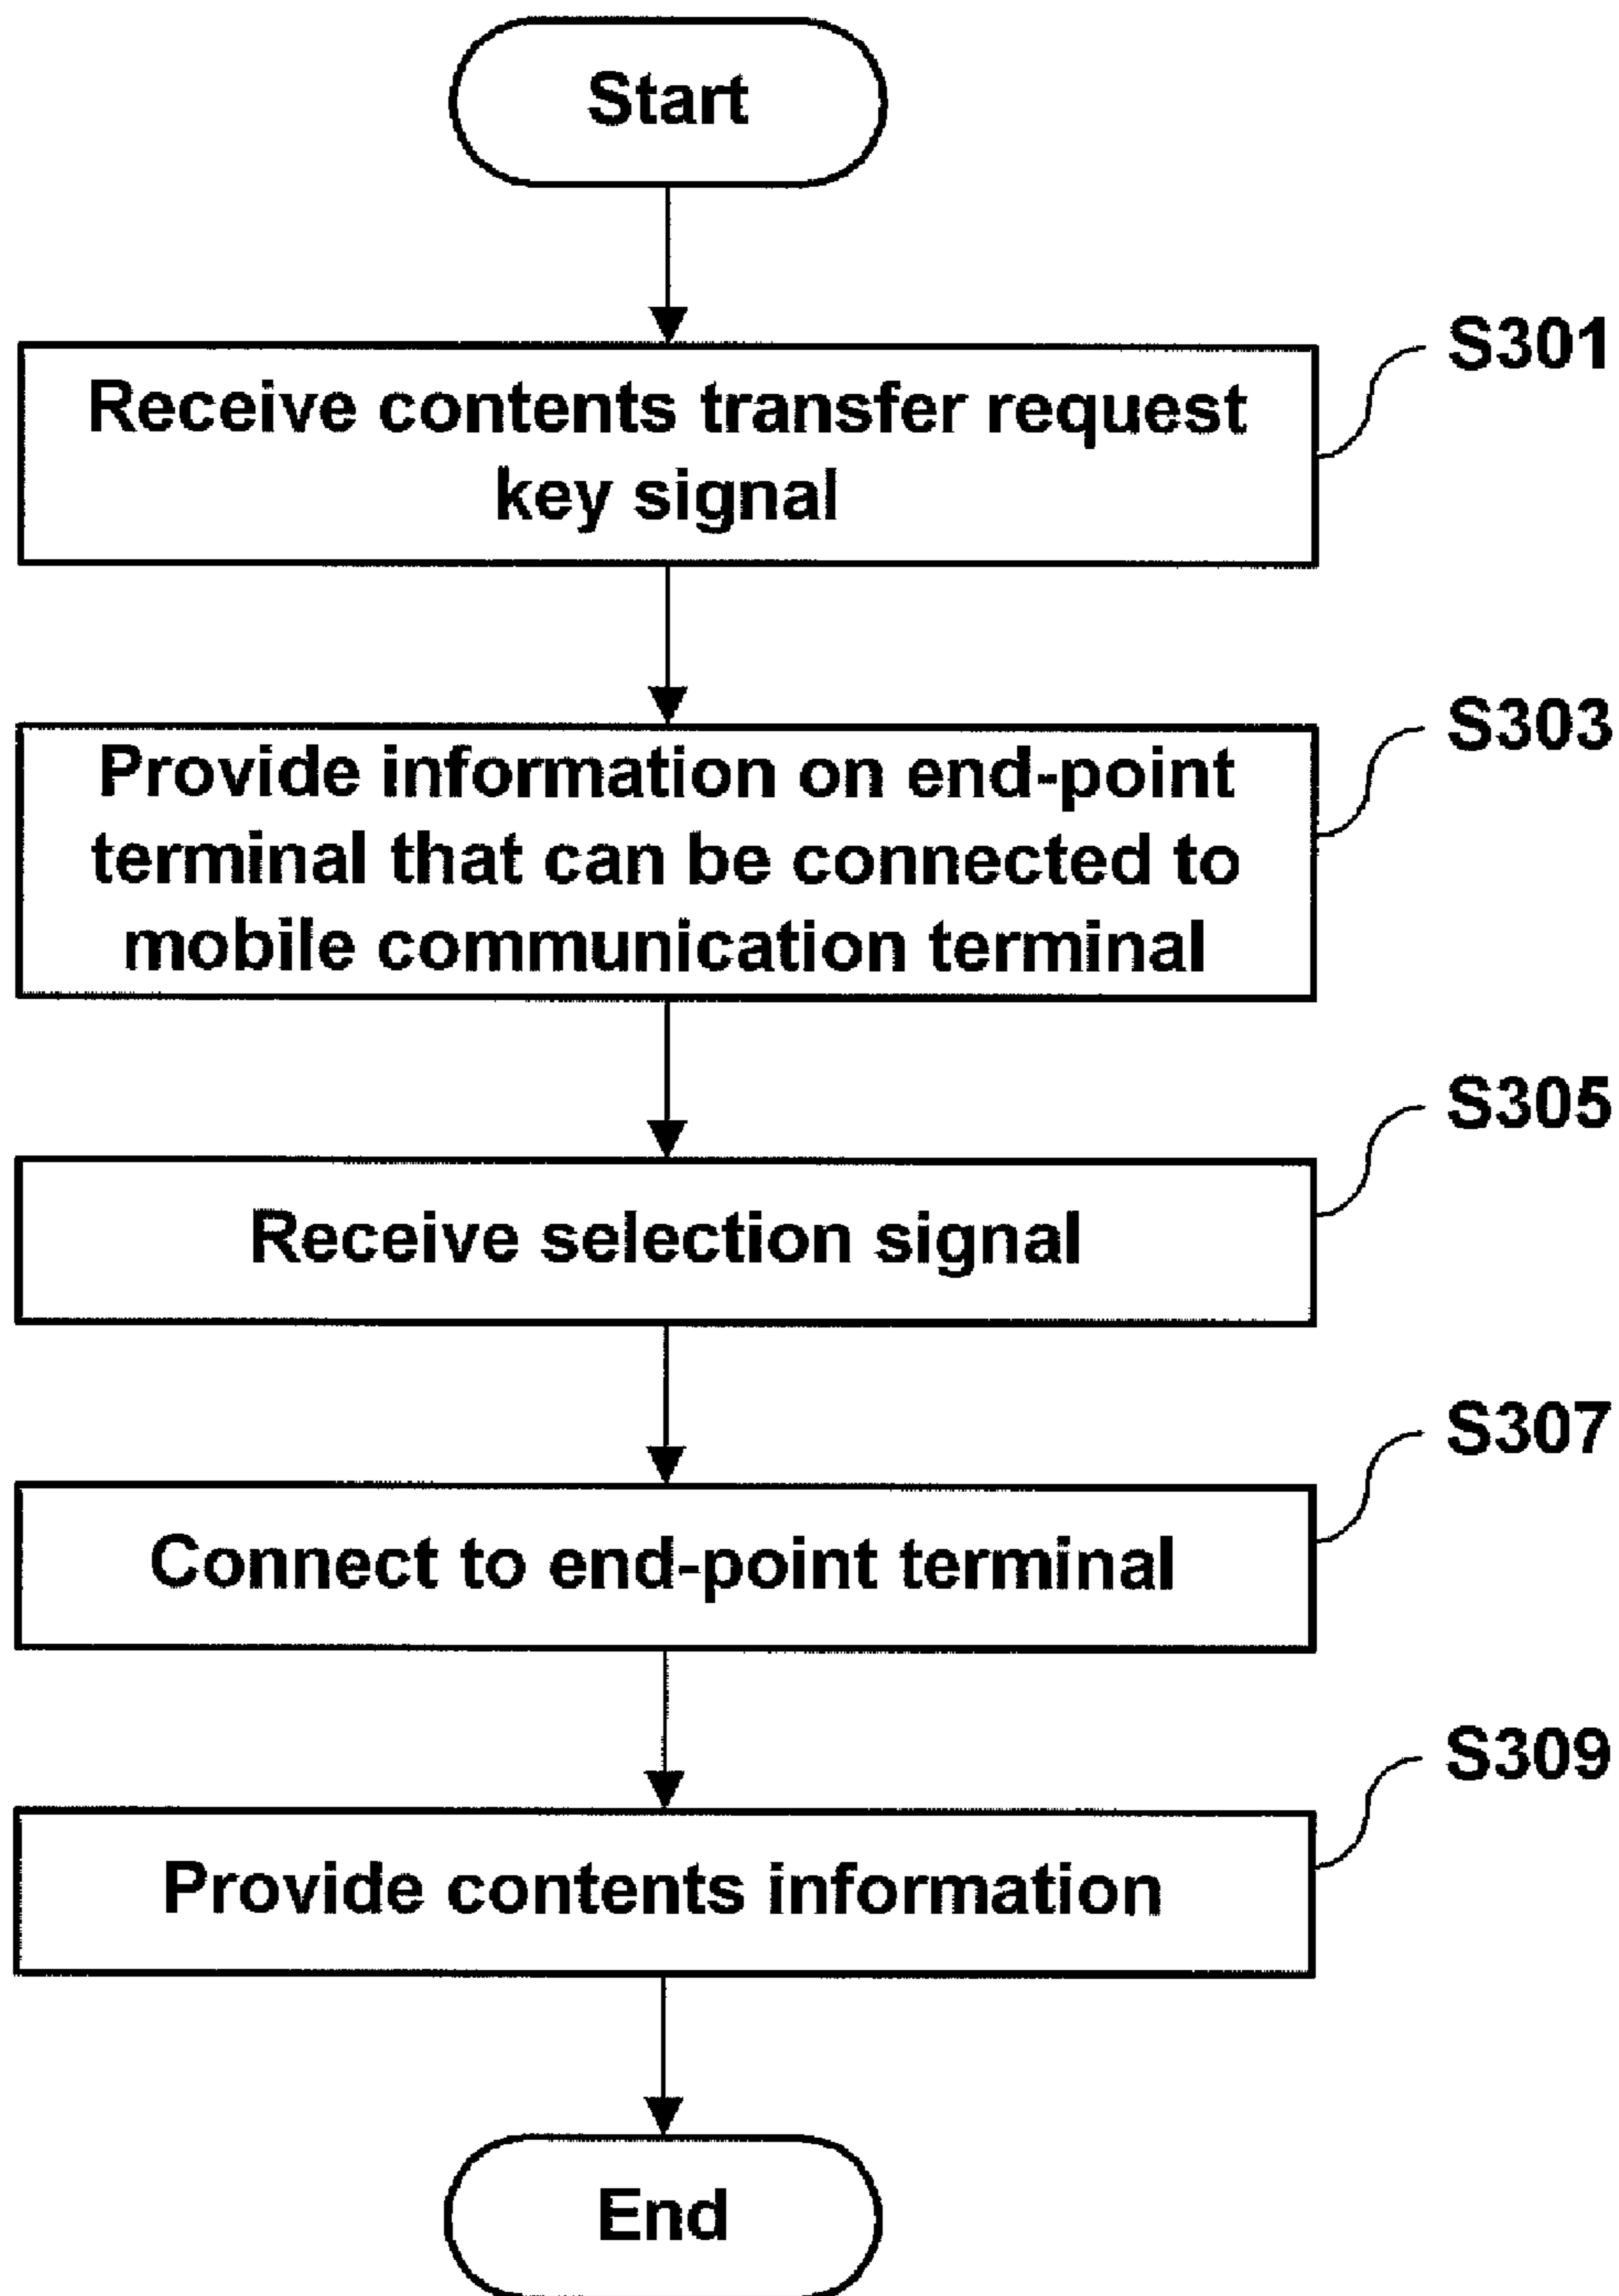 Start
S301
Receive contents transfer request
key signal
S303
Provide information on end-point
terminal that can be connected to
mobile communication terminal
S305
Receive selection signal
S307
Connect to end-point terminal
S309
Provide contents information
End